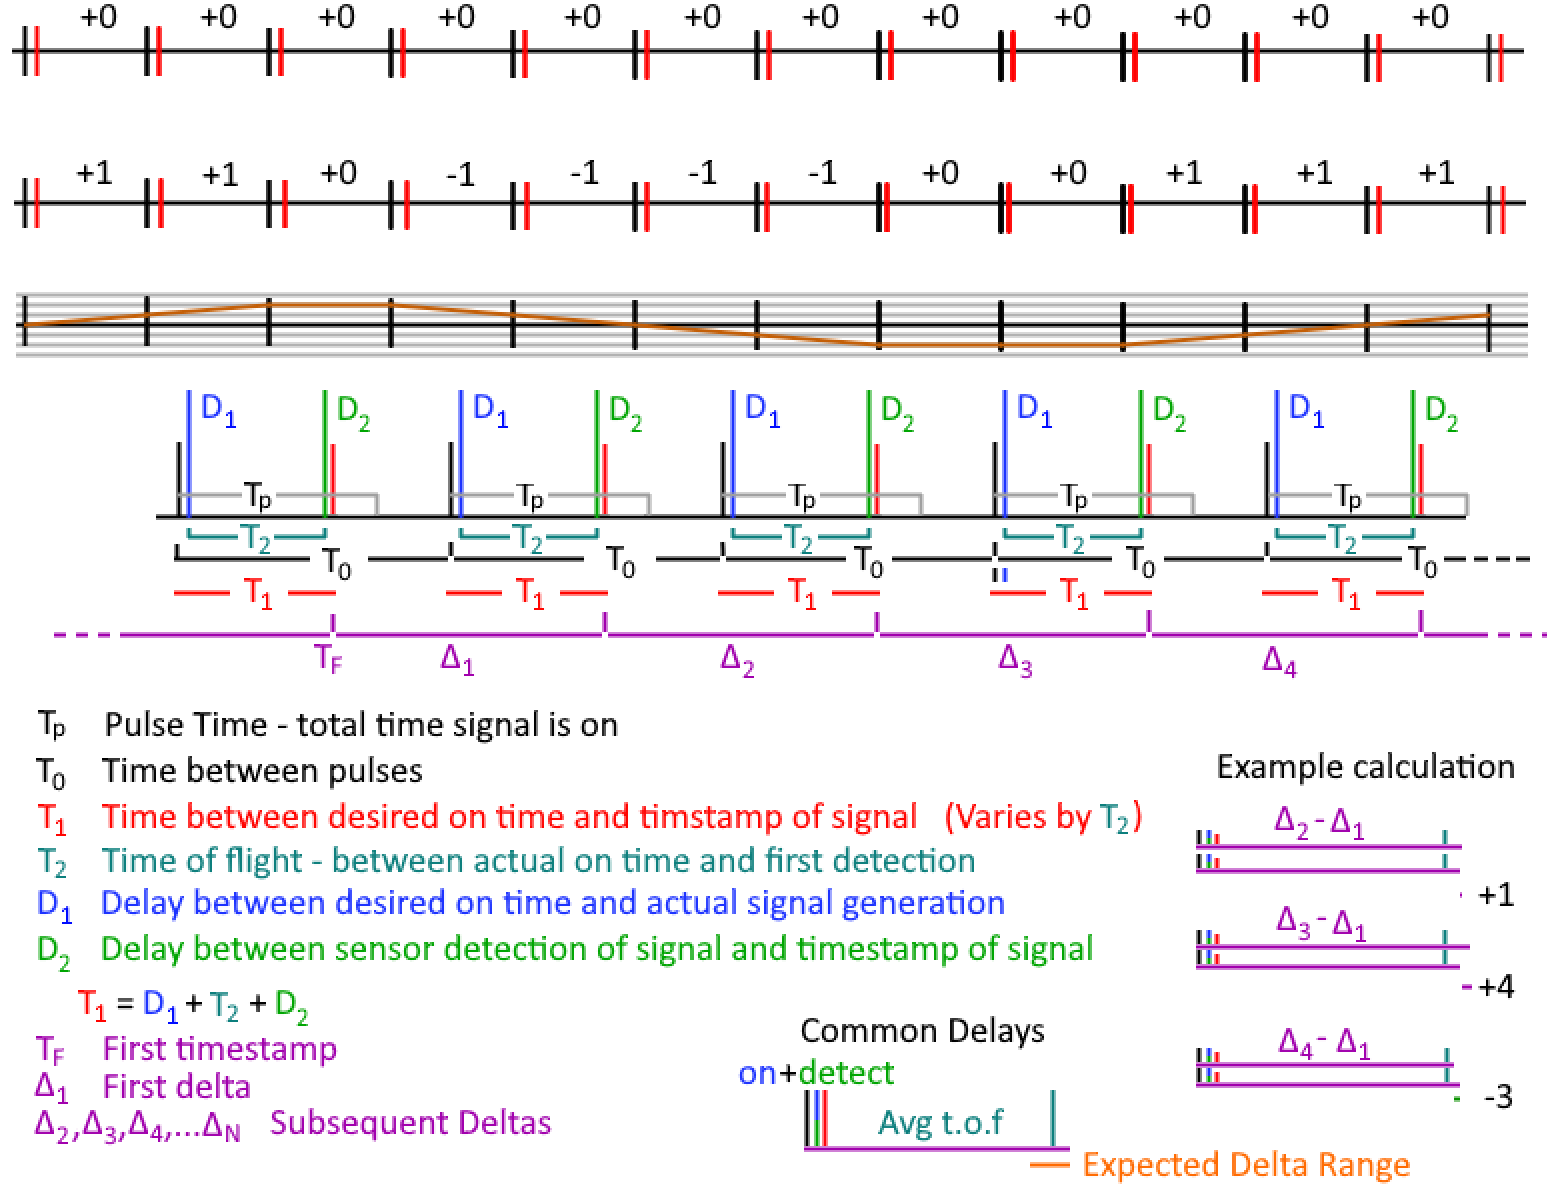 +0 +0 +0 +0 +0 +0 +0 +0 +0 +0 +0 +0
+1 +1 +0 -1 -1 -1 -1 +0 +0 +1 +1 +1
D1 D2 D1 D2 D1 D2 D1 D2 D1 D2
Tp Tp Tp Tp Tp
T2 T2 T2 T2 T2
T0 T0 T0 T0 T0
T1 T1 T1 T1 T1
TF Δ1 Δ2 Δ3 Δ4
Tp Pulse Time - total time signal is on
T0 Time between pulses
T1 Time between desired on time and timstamp of signal (Varies by T2)
T2 Time of flight - between actual on time and first detection
D1 Delay between desired on time and actual signal generation
D2 Delay between sensor detection of signal and timestamp of signal
T1 = D1 + T2 + D2
TF First timestamp
Δ1 First delta
Δ2,Δ3,Δ4,...ΔN Subsequent Deltas
Common Delays
on+detect
Avg t.o.f
Expected Delta Range
Example calculation
Δ2 - Δ1
+1
Δ3 - Δ1
+4
Δ4 - Δ1
-3